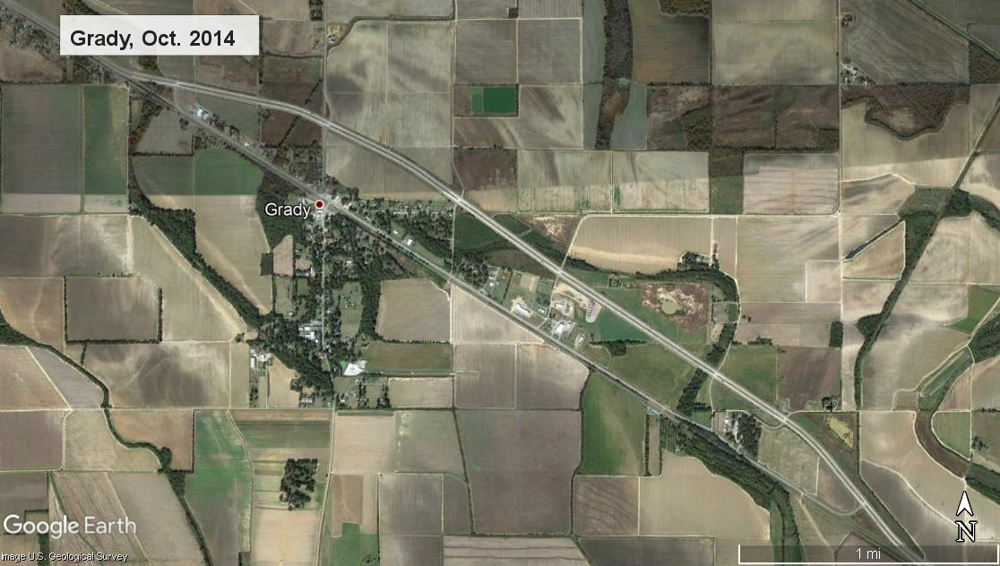 Grady, Oct. 2014
Grady
Google Earth
1 mi
N
Image U.S. Geological Survey